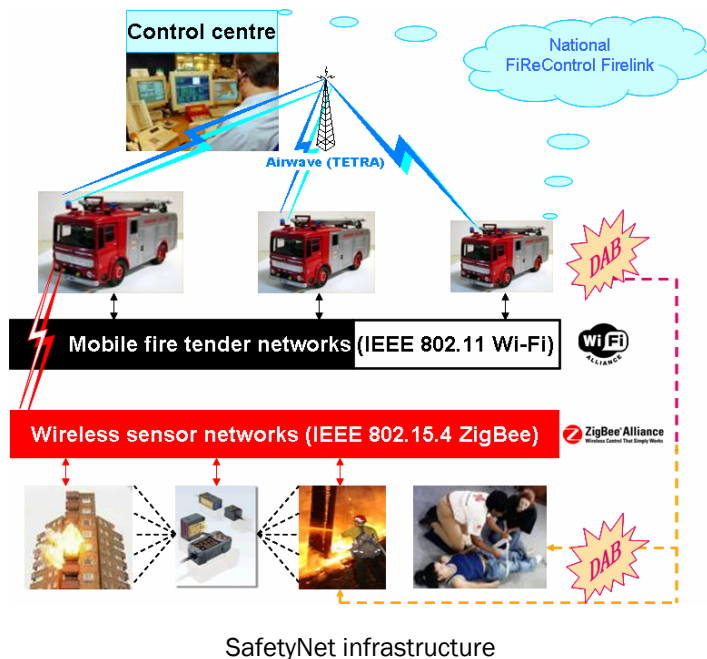 Control centre
National
FiReControl Firelink
Airwave (TETRA)
DAB
Mobile fire tender networks (IEEE 802.11 Wi-Fi)
Wi Fi
ALLIANCE
Wireless sensor networks (IEEE 802.15.4 ZigBee)
ZigBee Alliance
Wireless Control That Simply Works
DAB
SafetyNet infrastructure